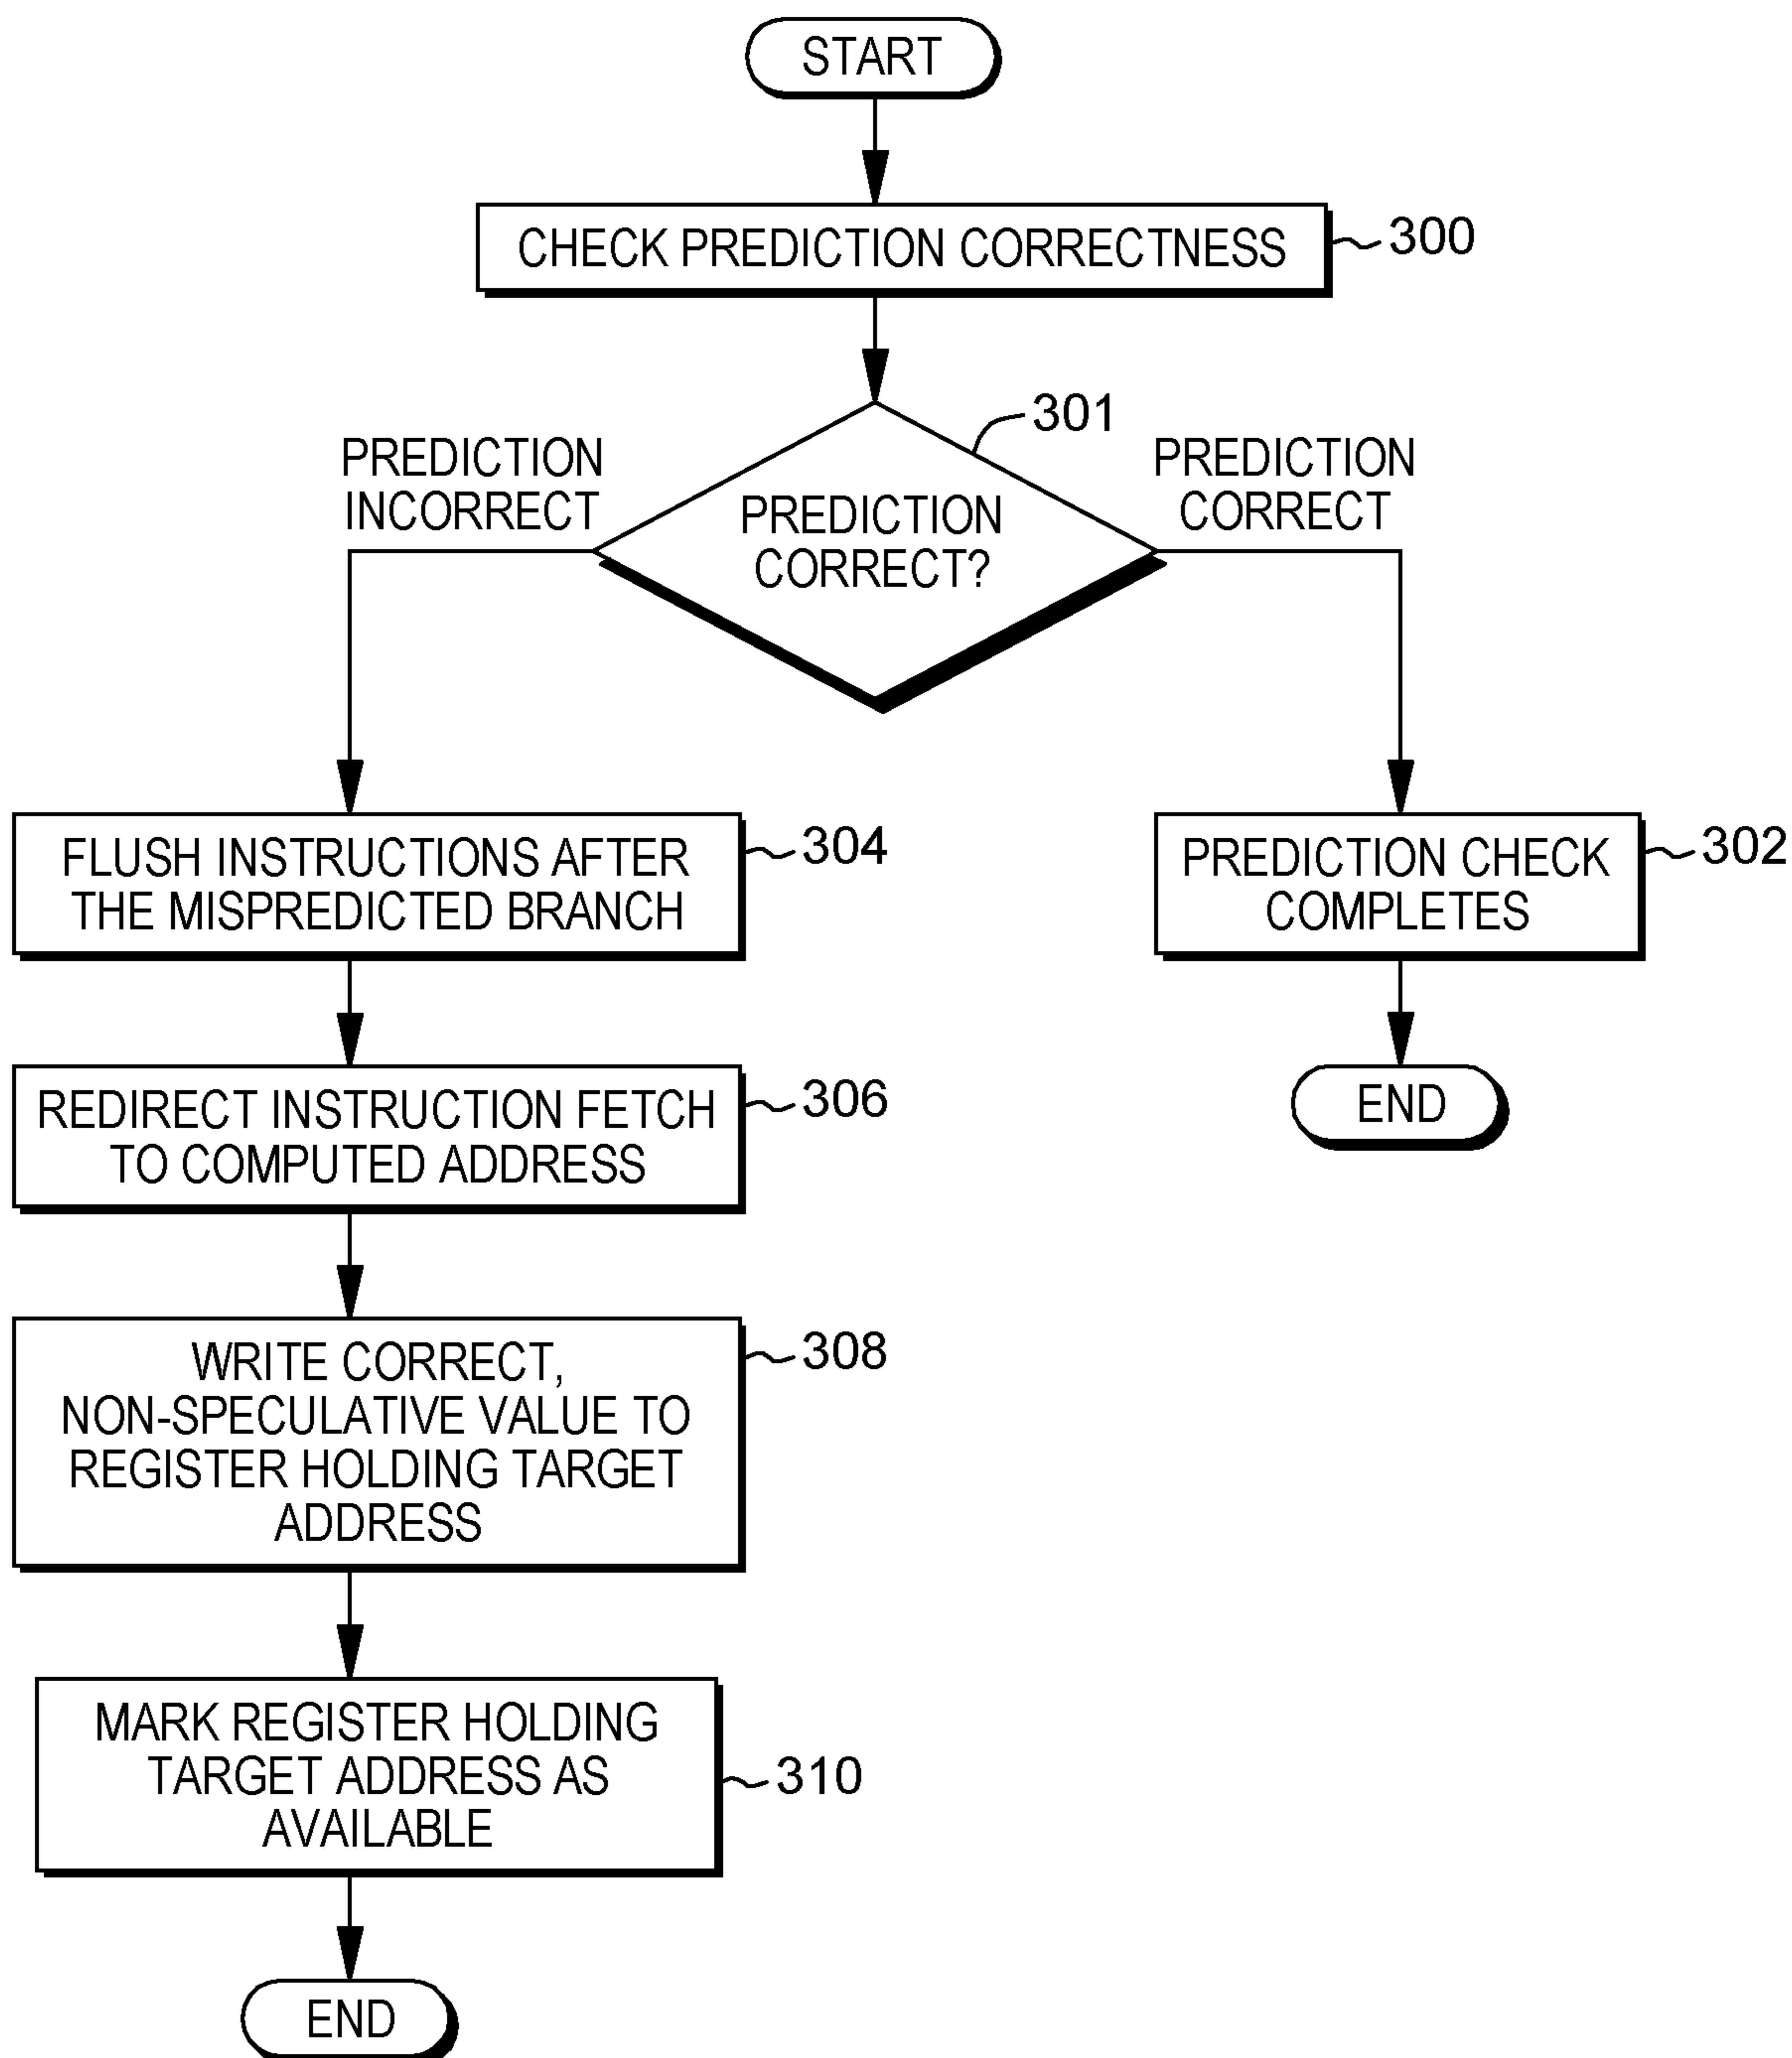 START
CHECK PREDICTION CORRECTNESS
300
301
PREDICTION
INCORRECT
PREDICTION
CORRECT?
PREDICTION
CORRECT
FLUSH INSTRUCTIONS AFTER
THE MISPREDICTED BRANCH
304
PREDICTION CHECK
COMPLETES
302
REDIRECT INSTRUCTION FETCH
TO COMPUTED ADDRESS
306
END
WRITE CORRECT,
NON-SPECULATIVE VALUE TO
REGISTER HOLDING TARGET
ADDRESS
308
MARK REGISTER HOLDING
TARGET ADDRESS AS
AVAILABLE
310
END